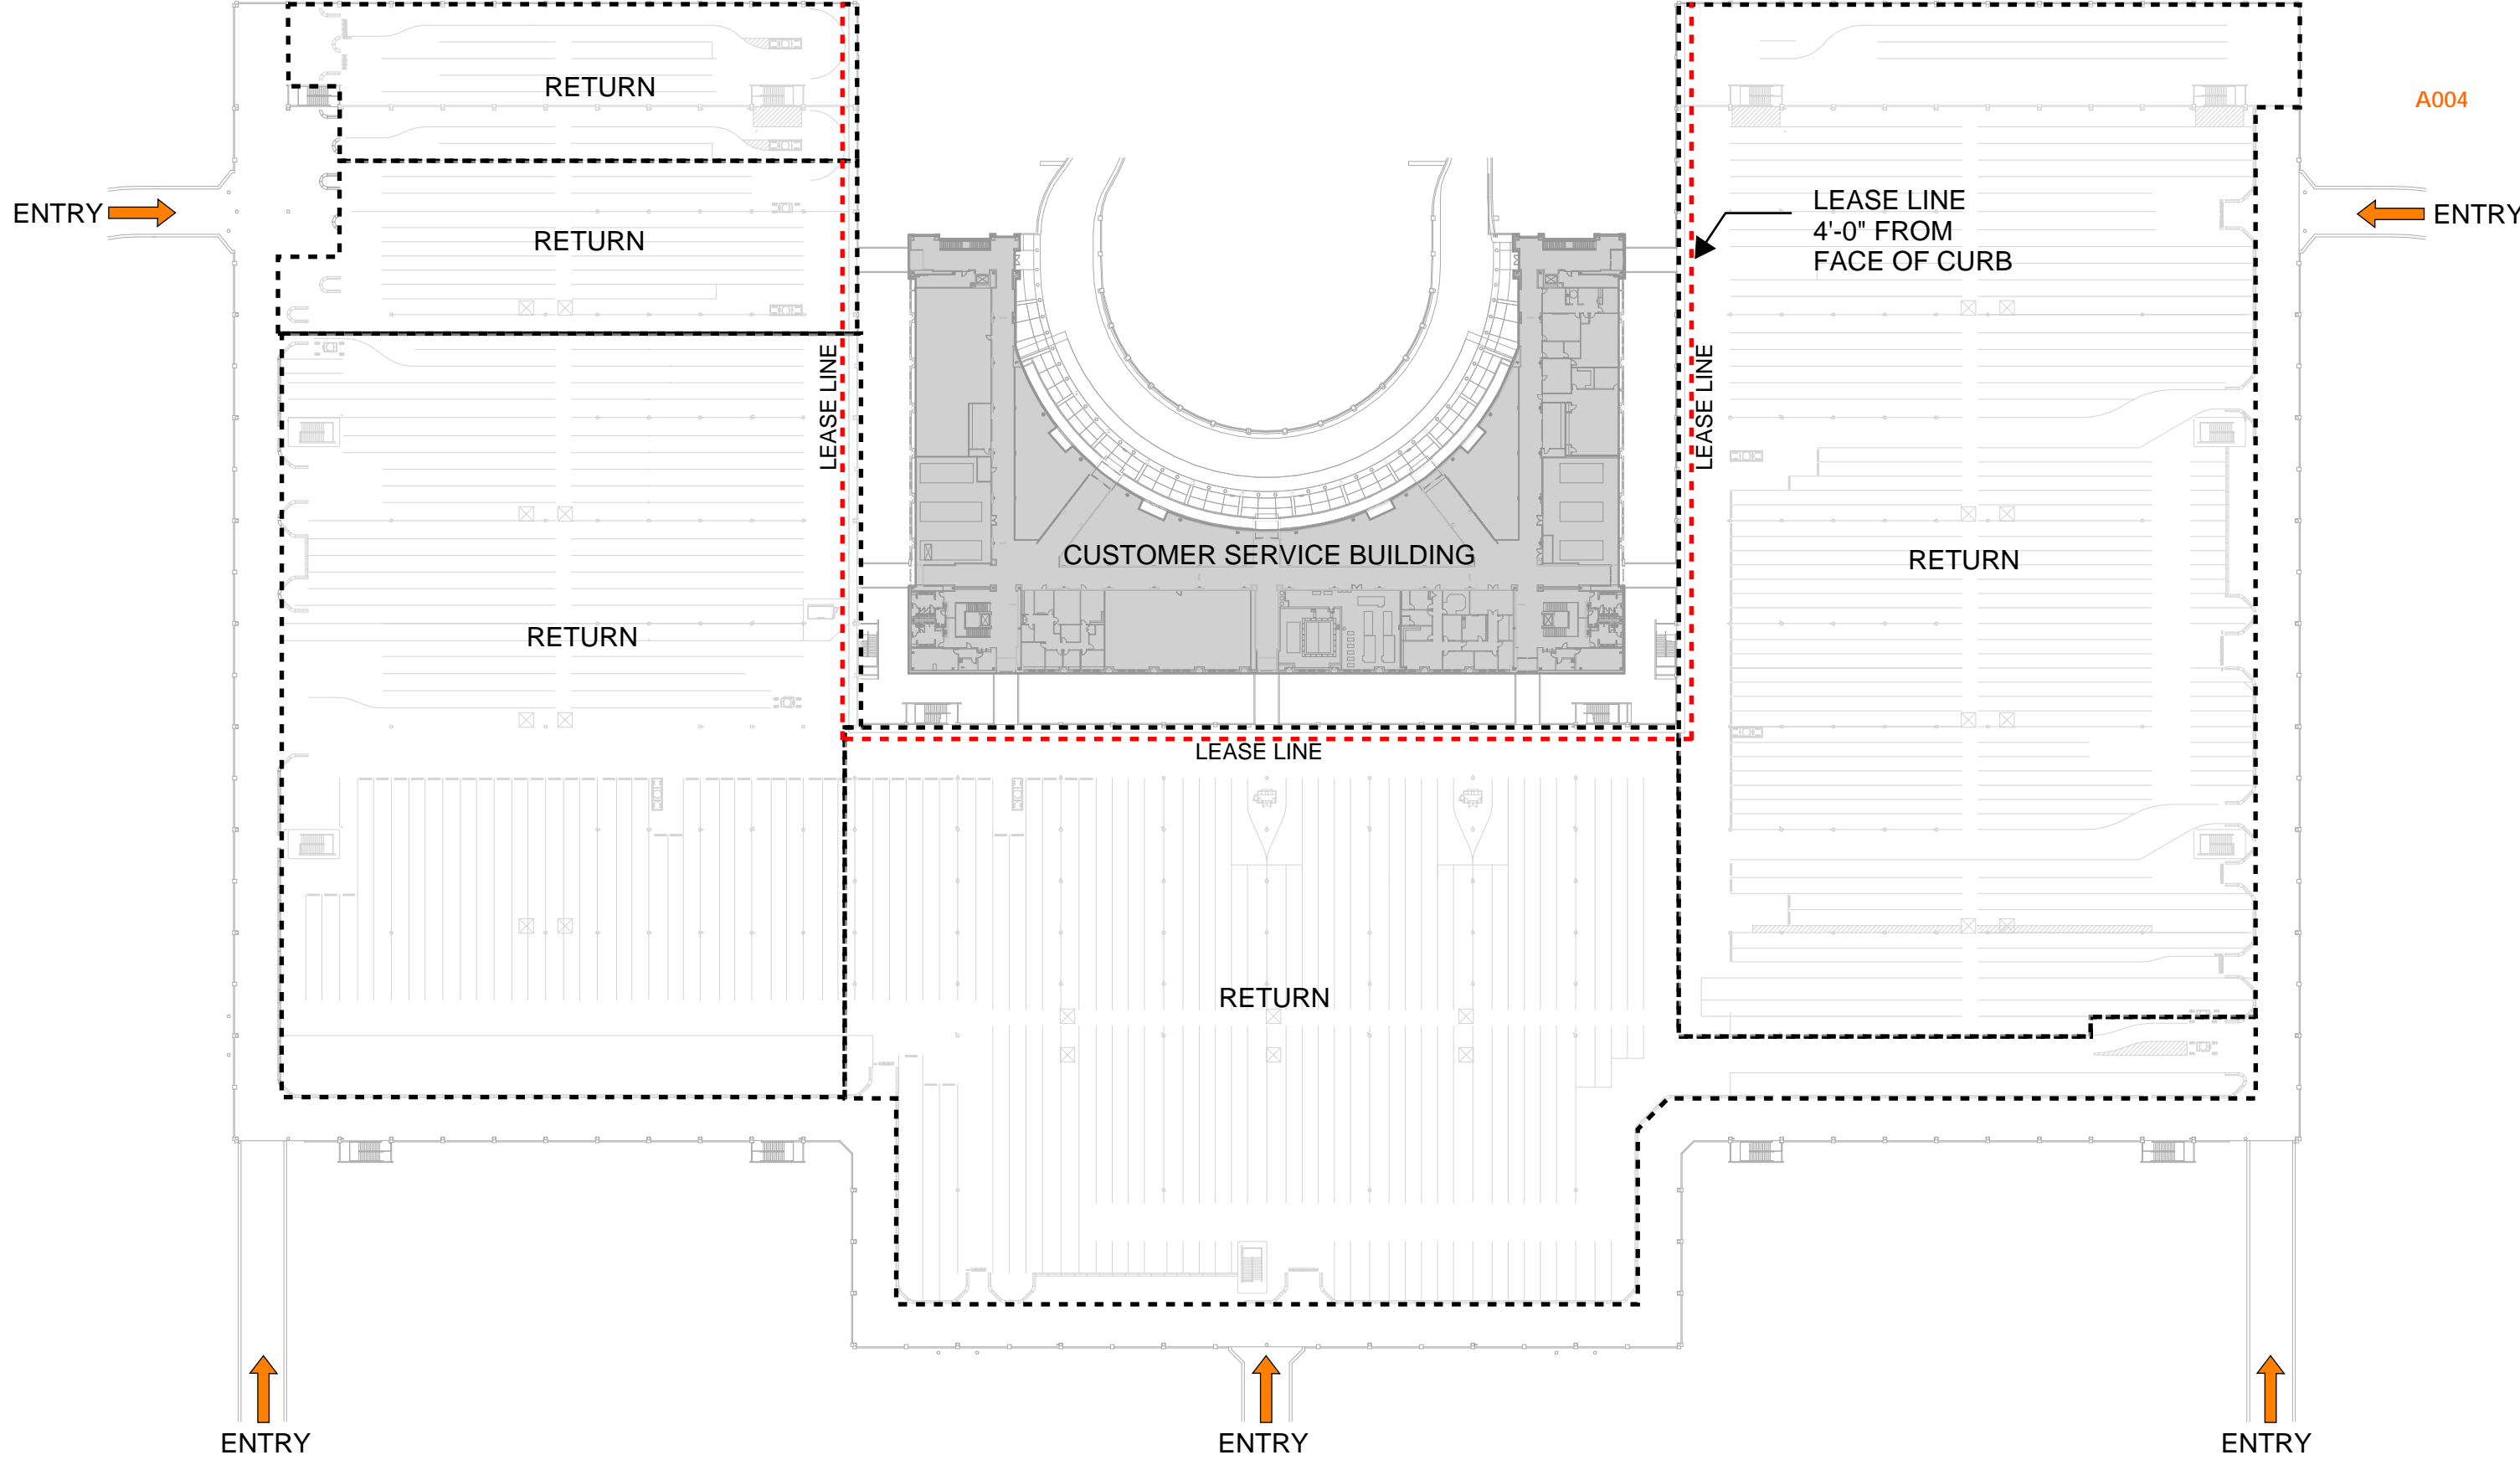 RETURN
A004
LEASE LINE
4'-0" FROM
FACE OF CURB
ENTRY
ENTRY
RETURN
LEASE LINE
LEASE LINE
CUSTOMER SERVICE BUILDING
RETURN
RETURN
LEASE LINE
RETURN
ENTRY
ENTRY
ENTRY